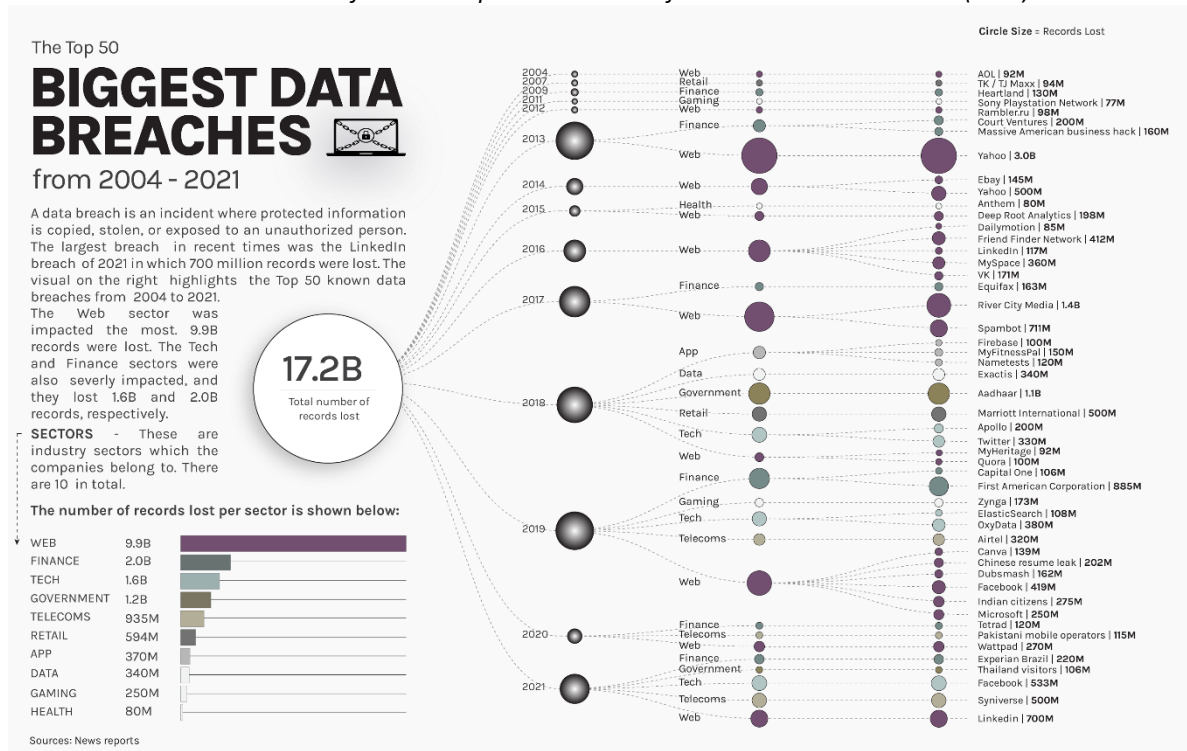 Circle Size = Records Lost
The Top 50
BIGGEST DATA
BREACHES
from 2004 - 2021
A data breach is an incident where protected information
is copied, stolen, or exposed to an unauthorized person.
The largest breach in recent times was the LinkedIn
breach of 2021 in which 700 million records were lost. The
visual on the right highlights the Top 50 known data
breaches from 2004 to 2021.
The Web sector was
impacted the most. 9.9B
records were lost. The Tech
and Finance sectors were
also severly impacted, and
they lost 1.6B and 2.0B
records, respectively.
SECTORS - These are
industry sectors which the
companies belong to. There
are 10 in total.
The number of records lost per sector is shown below:
WEB 9.9B
FINANCE 2.0B
TECH 1.6B
GOVERNMENT 1.2B
TELECOMS 935M
RETAIL 594M
APP 370M
DATA 340M
GAMING 250M
HEALTH 80M
Sources: News reports
17.2B
Total number of
records lost
2004 Web AOL | 92M
2007 Retail TK / TJ Maxx | 94M
2009 Finance Heartland | 130M
2011 Gaming Sony Playstation Network | 77M
2012 Web Rambler.ru | 98M
2013 Finance Court Ventures | 200M
Massive American business hack | 160M
Web Yahoo | 3.0B
2014 Web Ebay | 145M
Yahoo | 500M
2015 Health Anthem | 80M
Web Deep Root Analytics | 198M
2016 Web Dailymotion | 85M
Friend Finder Network | 412M
LinkedIn | 117M
MySpace | 360M
VK | 171M
2017 Finance Equifax | 163M
Web River City Media | 1.4B
Spambot | 711M
2018 App Firebase | 100M
MyFitnessPal | 150M
Nametests | 120M
Data Exactis | 340M
Government Aadhaar | 1.1B
Retail Marriott International | 500M
Tech Apollo | 200M
Twitter | 330M
Web MyHeritage | 92M
Quora | 100M
2019 Finance Capital One | 106M
First American Corporation | 885M
Gaming Zynga | 173M
Tech ElasticSearch | 108M
OxyData | 380M
Telecoms Airtel | 320M
Web Canva | 139M
Chinese resume leak | 202M
Dubsmash | 162M
Facebook | 419M
Indian citizens | 275M
Microsoft | 250M
2020 Finance Tetrad | 120M
Telecoms Pakistani mobile operators | 115M
Web Wattpad | 270M
2021 Finance Experian Brazil | 220M
Government Thailand visitors | 106M
Tech Facebook | 533M
Telecoms Syniverse | 500M
Web Linkedin | 700M